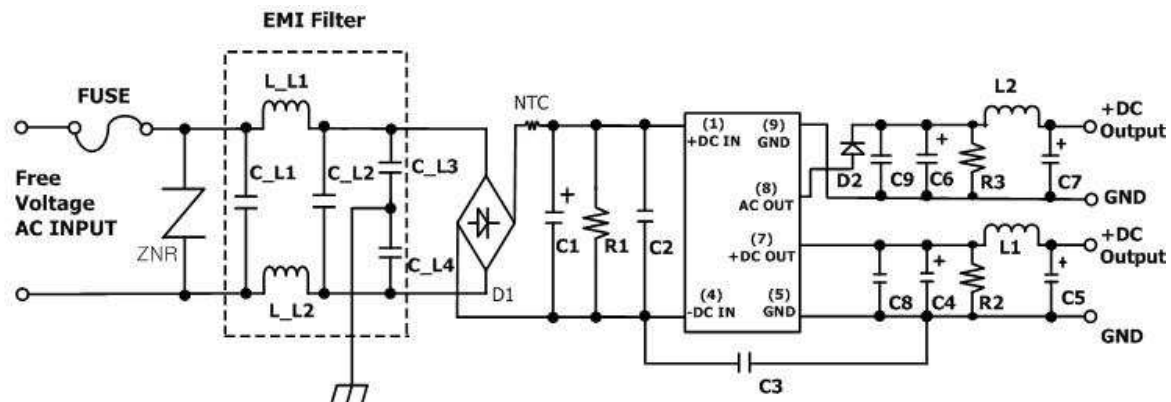 EMI Filter
FUSE
L_L1
NTC
L2
+DC
Output
(1)
+DC IN
(9)
GND
C_L1
C_L2
C_L3
Free
Voltage
AC INPUT
ZNR
+
C1
R1
C2
(8)
AC OUT
D2
C9
+
C6
R3
+
C7
GND
C_L4
(7)
+DC OUT
L1
+DC
Output
L_L2
D1
(4)
-DC IN
(5)
GND
C8
+
C4
R2
+
C5
GND
C3